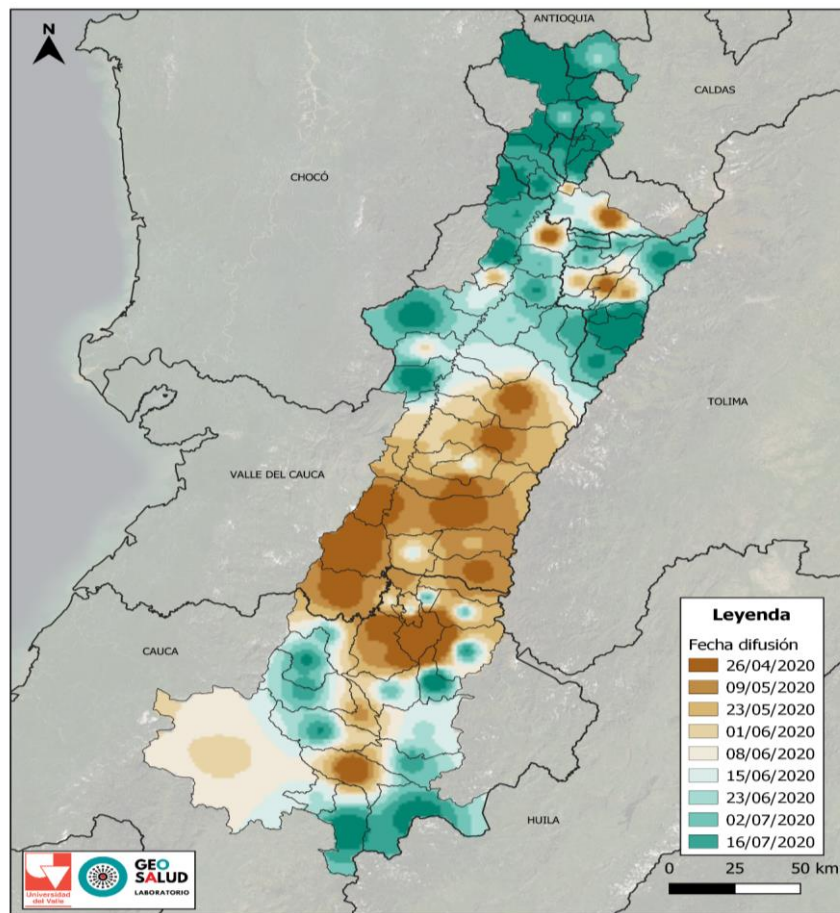 ANTIOQUIA
N
CALDAS
CHOCÓ
TOLIMA
VALLE DEL CAUCA
CAUCA
HUILA
Leyenda
Fecha difusión
26/04/2020
09/05/2020
23/05/2020
01/06/2020
08/06/2020
15/06/2020
23/06/2020
02/07/2020
16/07/2020
0 25 50 km
Universidad
del Valle
GEO
SALUD
LABORATORIO